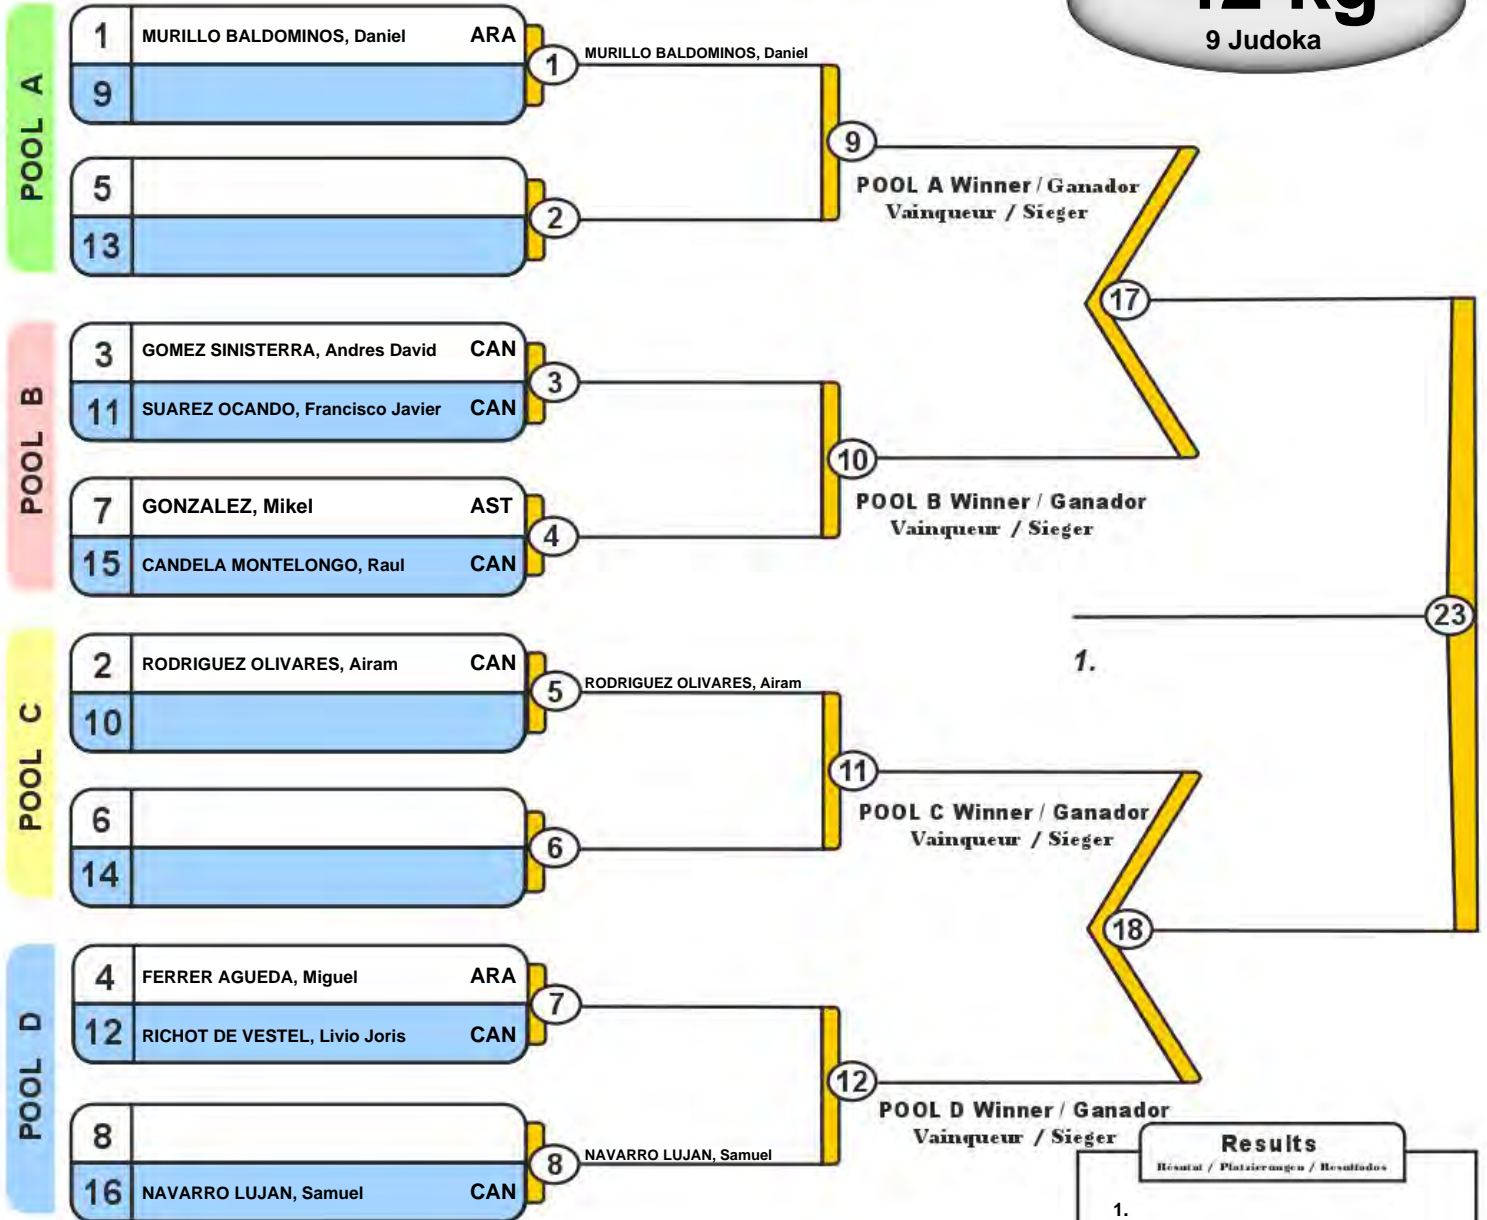 9 Judoka
POOL A
1 MURILLO BALDOMINOS, Daniel ARA
9
1
MURILLO BALDOMINOS, Daniel
5
13
2
9
POOL A Winner / Ganador
Vainqueur / Sieger
POOL B
3 GOMEZ SINISTERRA, Andres David CAN
11 SUAREZ OCANDO, Francisco Javier CAN
3
7 GONZALEZ, Mikel AST
15 CANDELA MONTELONGO, Raul CAN
4
10
POOL B Winner / Ganador
Vainqueur / Sieger
17
POOL C
2 RODRIGUEZ OLIVARES, Airam CAN
10
5
RODRIGUEZ OLIVARES, Airam
6
14
6
11
POOL C Winner / Ganador
Vainqueur / Sieger
POOL D
4 FERRER AGUEDA, Miguel ARA
12 RICHOT DE VESTEL, Livio Joris CAN
7
8
16 NAVARRO LUJAN, Samuel CAN
8
NAVARRO LUJAN, Samuel
12
POOL D Winner / Ganador
Vainqueur / Sieger
18
23
1.
Results
Résutat / Platzierungen / Resultados
1.